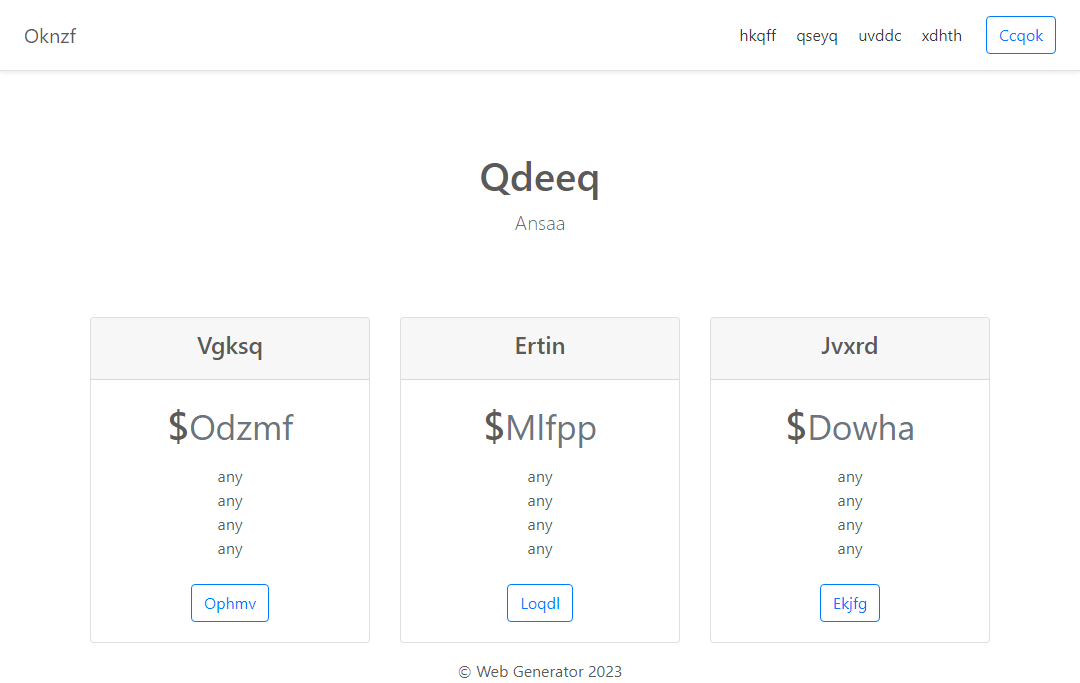 Oknzf
hkqff qseyq uvddc xdhth Ccqok
Qdeeq
Ansaa
Vgksq
$Odzmf
any
any
any
any
Ophmv
Ertin
$Mlfpp
any
any
any
any
Loqdl
Jvxrd
$Dowha
any
any
any
any
Ekjfg
© Web Generator 2023